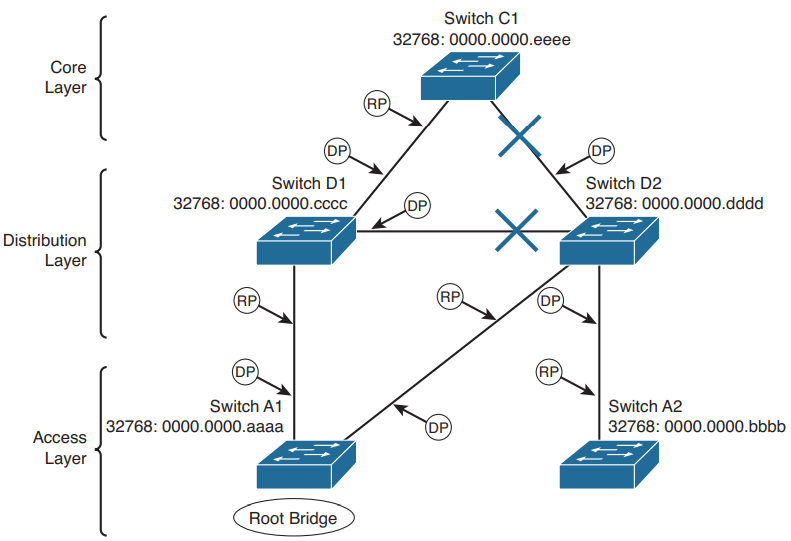 Switch C1
32768: 0000.0000.eeee
Core
Layer
RP
DP
DP
Switch D1
32768: 0000.0000.cccc
Switch D2
32768: 0000.0000.dddd
DP
Distribution
Layer
RP
RP
DP
DP
RP
Switch A1
32768: 0000.0000.aaaa
Switch A2
32768: 0000.0000.bbbb
DP
Access
Layer
Root Bridge